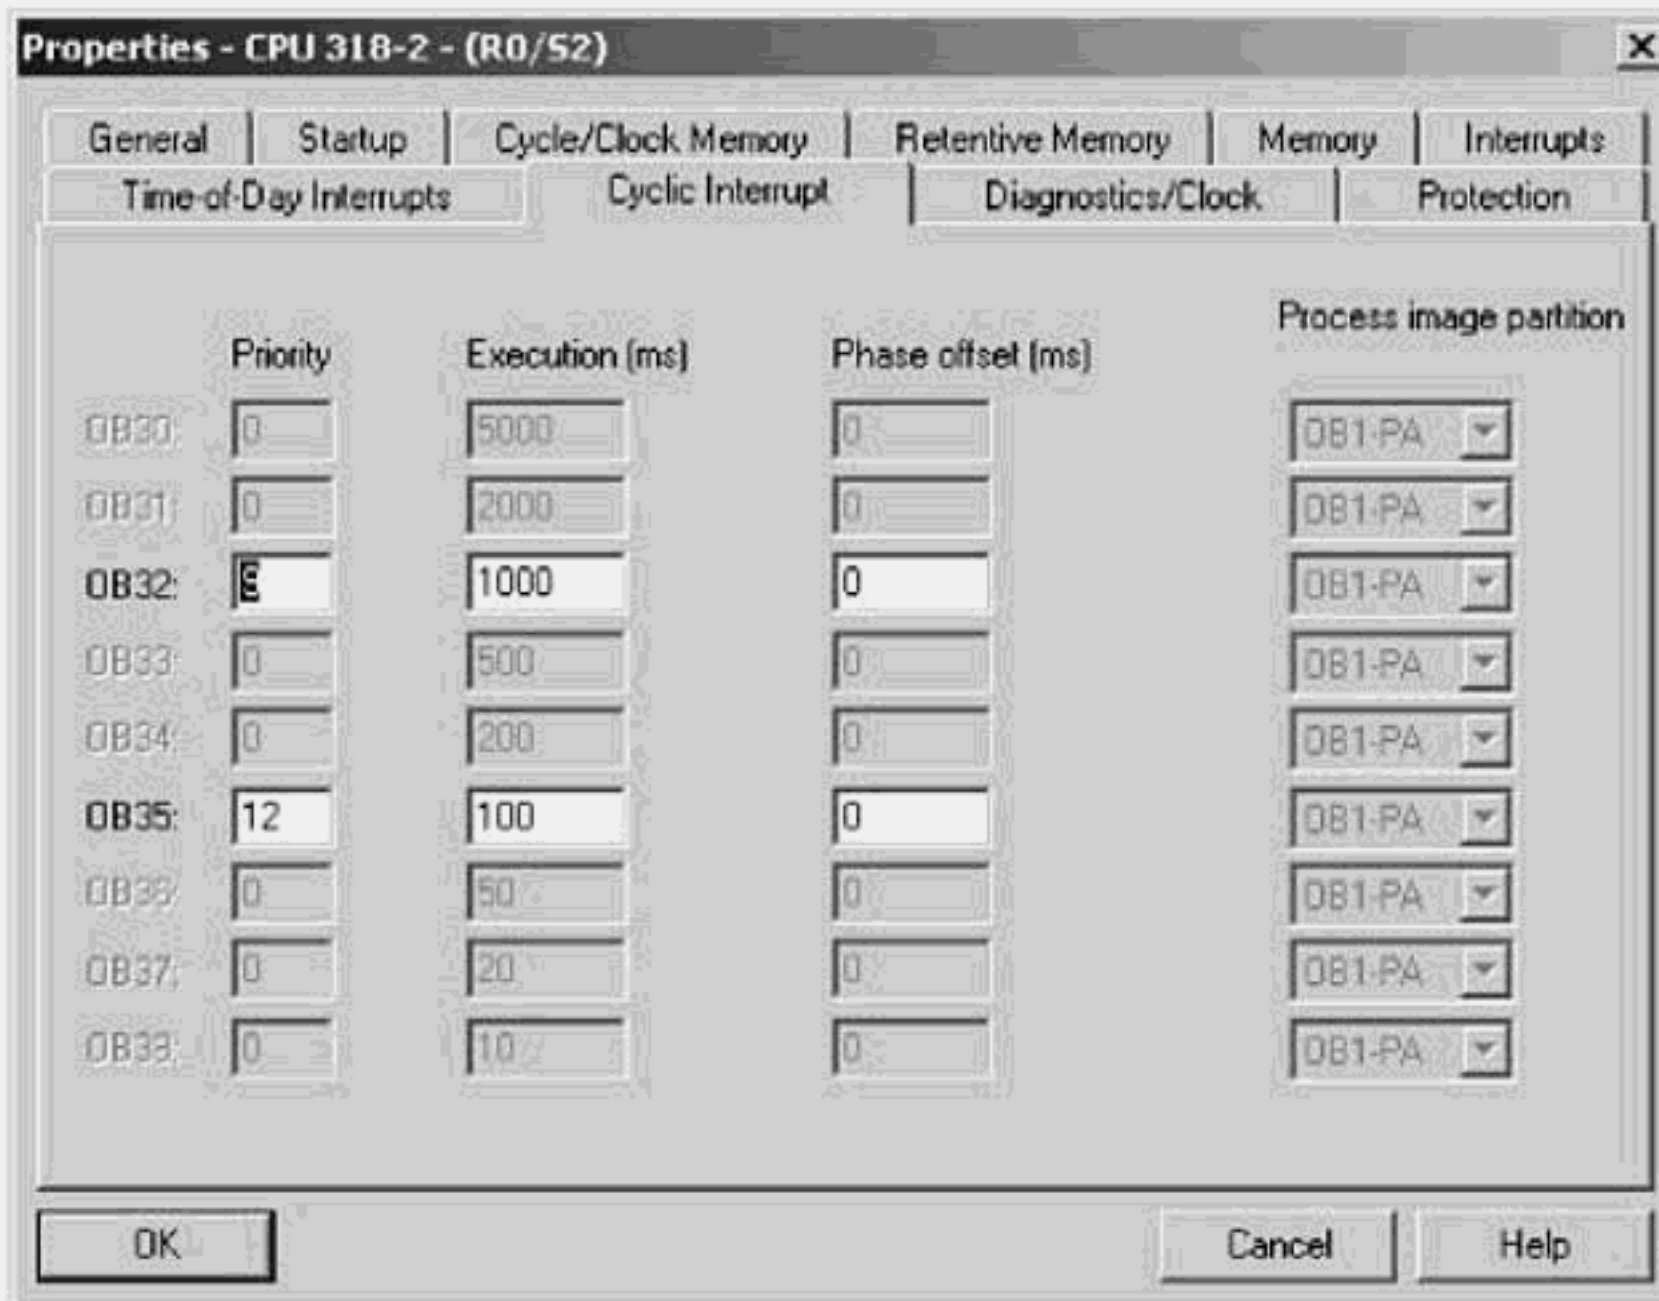 Properties - CPU 318-2 - (R0/S2)
General Startup Cycle/Clock Memory Retentive Memory Memory Interrupts
Time-of-Day Interrupts Cyclic Interrupt Diagnostics/Clock Protection
Process image partition
Priority Execution (ms) Phase offset (ms)
OB30: 0 5000 0 OB1-PA
OB31: 0 2000 0 OB1-PA
OB32: 1000 0 OB1-PA
OB33: 0 500 0 OB1-PA
OB34: 0 200 0 OB1-PA
OB35: 12 100 0 OB1-PA
OB36: 0 50 0 OB1-PA
OB37: 0 20 0 OB1-PA
OB38: 0 10 0 OB1-PA
OK Cancel Help